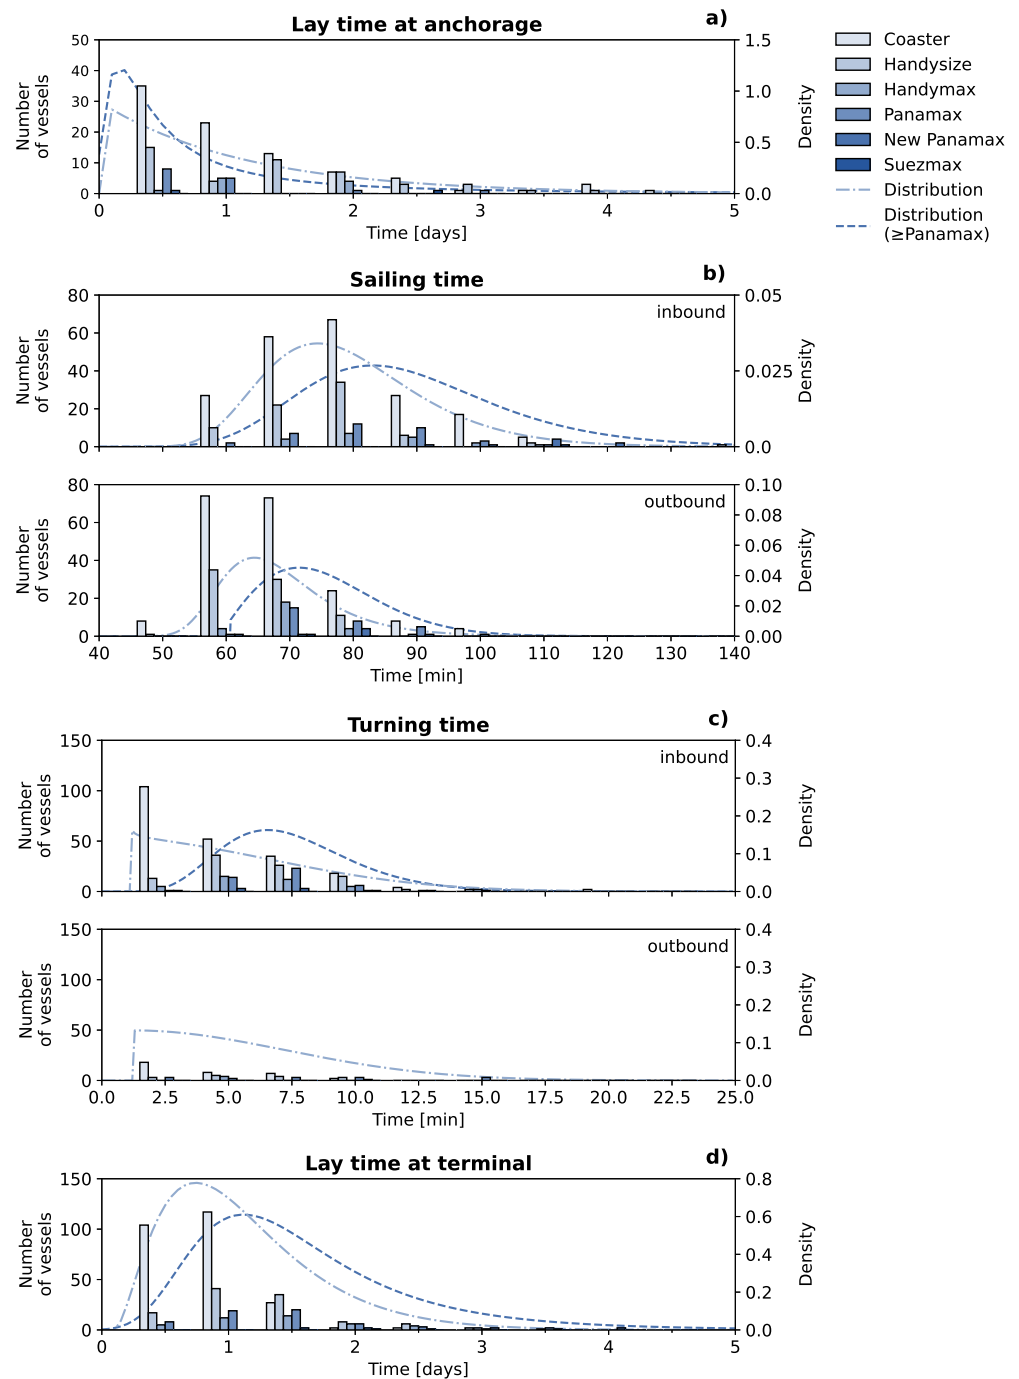 Lay time at anchorage
a)
50
40
30
20
10
0
Number
of vessels
1.5
1.0
0.5
0.0
Density
0 1 2 3 4 5
Time [days]
Coaster
Handysize
Handymax
Panamax
New Panamax
Suezmax
Distribution
Distribution
(≥Panamax)
Sailing time
b)
inbound
80
60
40
20
0
Number
of vessels
0.05
0.025
0.0
Density
outbound
80
60
40
20
0
Number
of vessels
0.10
0.08
0.06
0.04
0.02
0.00
Density
40 50 60 70 80 90 100 110 120 130 140
Time [min]
Turning time
c)
inbound
150
100
50
0
Number
of vessels
0.4
0.3
0.2
0.1
0.0
Density
outbound
150
100
50
0
Number
of vessels
0.4
0.3
0.2
0.1
0.0
Density
0.0 2.5 5.0 7.5 10.0 12.5 15.0 17.5 20.0 22.5 25.0
Time [min]
Lay time at terminal
d)
150
100
50
0
Number
of vessels
0.8
0.6
0.4
0.2
0.0
Density
0 1 2 3 4 5
Time [days]